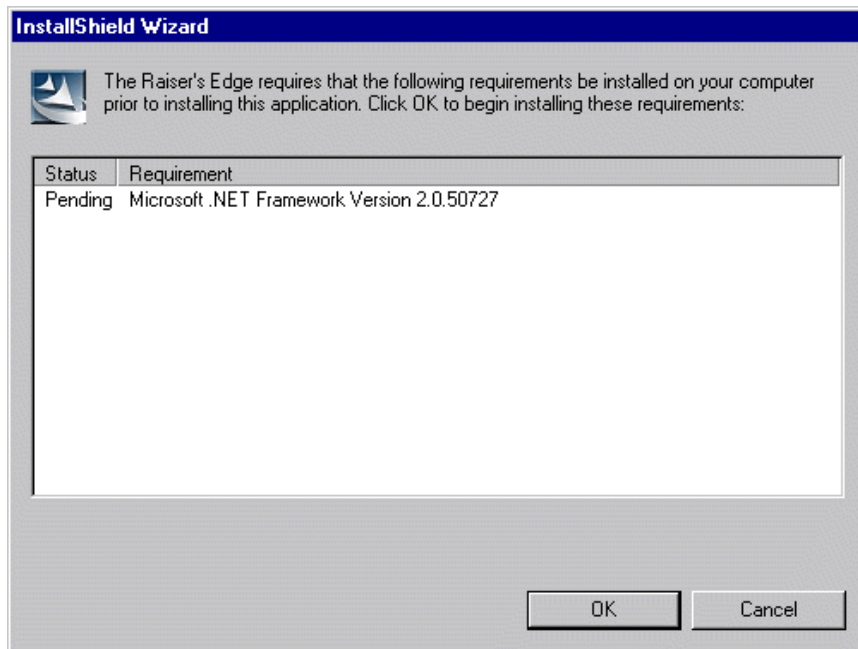 InstallShield Wizard
The Raiser's Edge requires that the following requirements be installed on your computer
prior to installing this application. Click OK to begin installing these requirements:
Status Requirement
Pending Microsoft .NET Framework Version 2.0.50727
OK Cancel